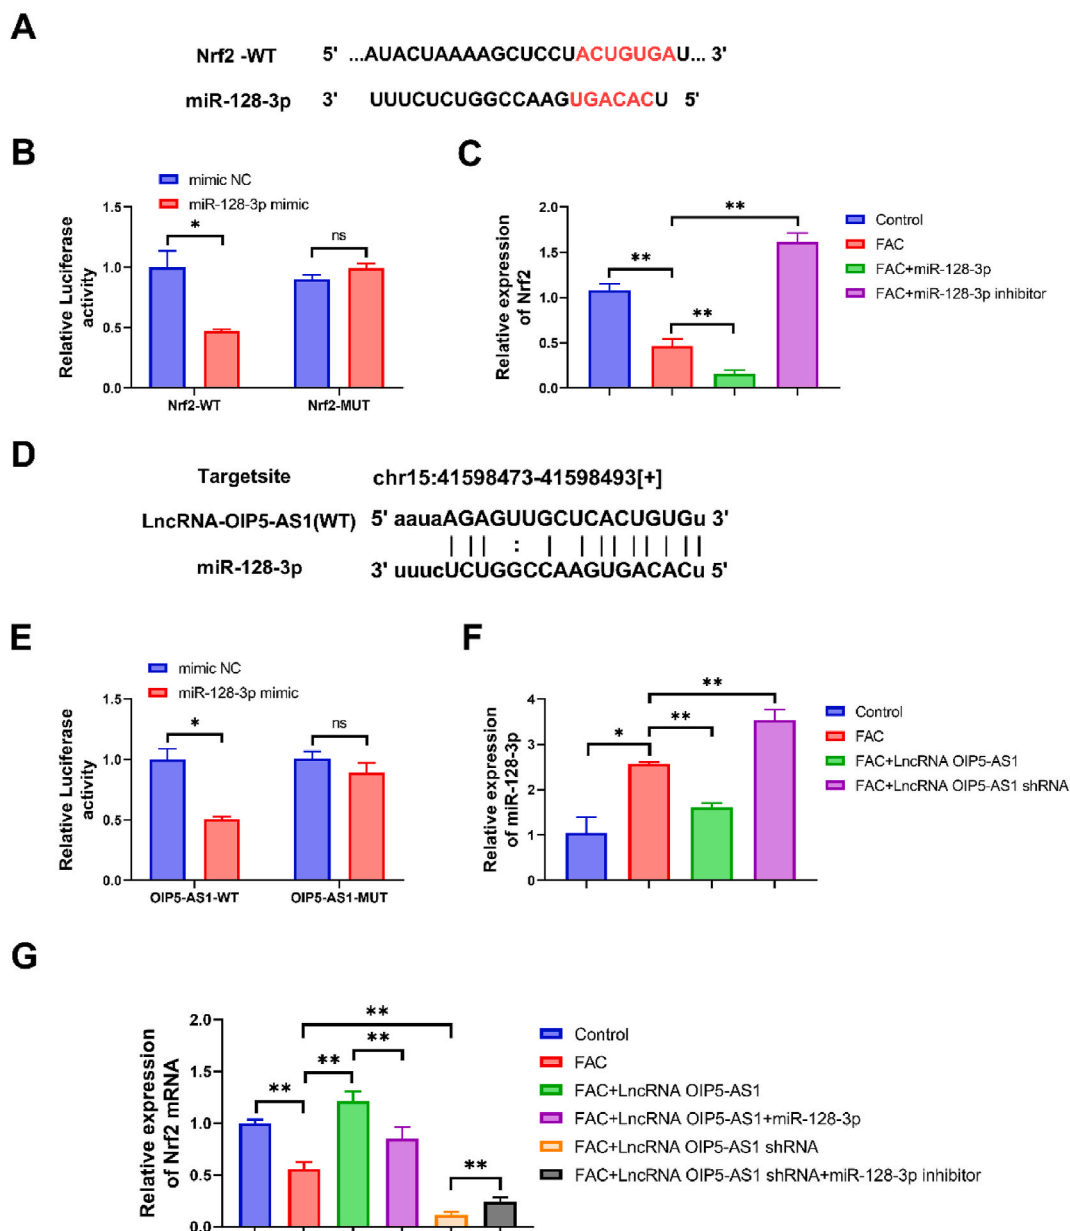 A
Nrf2 -WT 5' ...AUACUAAAAGCUCCUACUGUGAU... 3'
miR-128-3p 3' UUUCUCUGGCCAAGUGACACU 5'
B
mimic NC
miR-128-3p mimic
Relative Luciferase
activity
1.5
1.0
0.5
0.0
*
ns
Nrf2-WT
Nrf2-MUT
C
Relative expression
of Nrf2
2.0
1.5
1.0
0.5
0.0
**
**
**
Control
FAC
FAC+miR-128-3p
FAC+miR-128-3p inhibitor
D
Targetsite chr15:41598473-41598493[+]
LncRNA-OIP5-AS1(WT) 5' aauaAGAGUUGCUCACUGUGu 3'
| | | : | | | | | | | | |
miR-128-3p 3' uuucUCUGGCCAAGUGACACu 5'
E
mimic NC
miR-128-3p mimic
Relative Luciferase
activity
1.5
1.0
0.5
0.0
*
ns
OIP5-AS1-WT
OIP5-AS1-MUT
F
Relative expression
of miR-128-3p
4
3
2
1
0
*
**
**
Control
FAC
FAC+LncRNA OIP5-AS1
FAC+LncRNA OIP5-AS1 shRNA
G
Relative expression
of Nrf2 mRNA
2.0
1.5
1.0
0.5
0.0
**
**
**
**
**
Control
FAC
FAC+LncRNA OIP5-AS1
FAC+LncRNA OIP5-AS1+miR-128-3p
FAC+LncRNA OIP5-AS1 shRNA
FAC+LncRNA OIP5-AS1 shRNA+miR-128-3p inhibitor